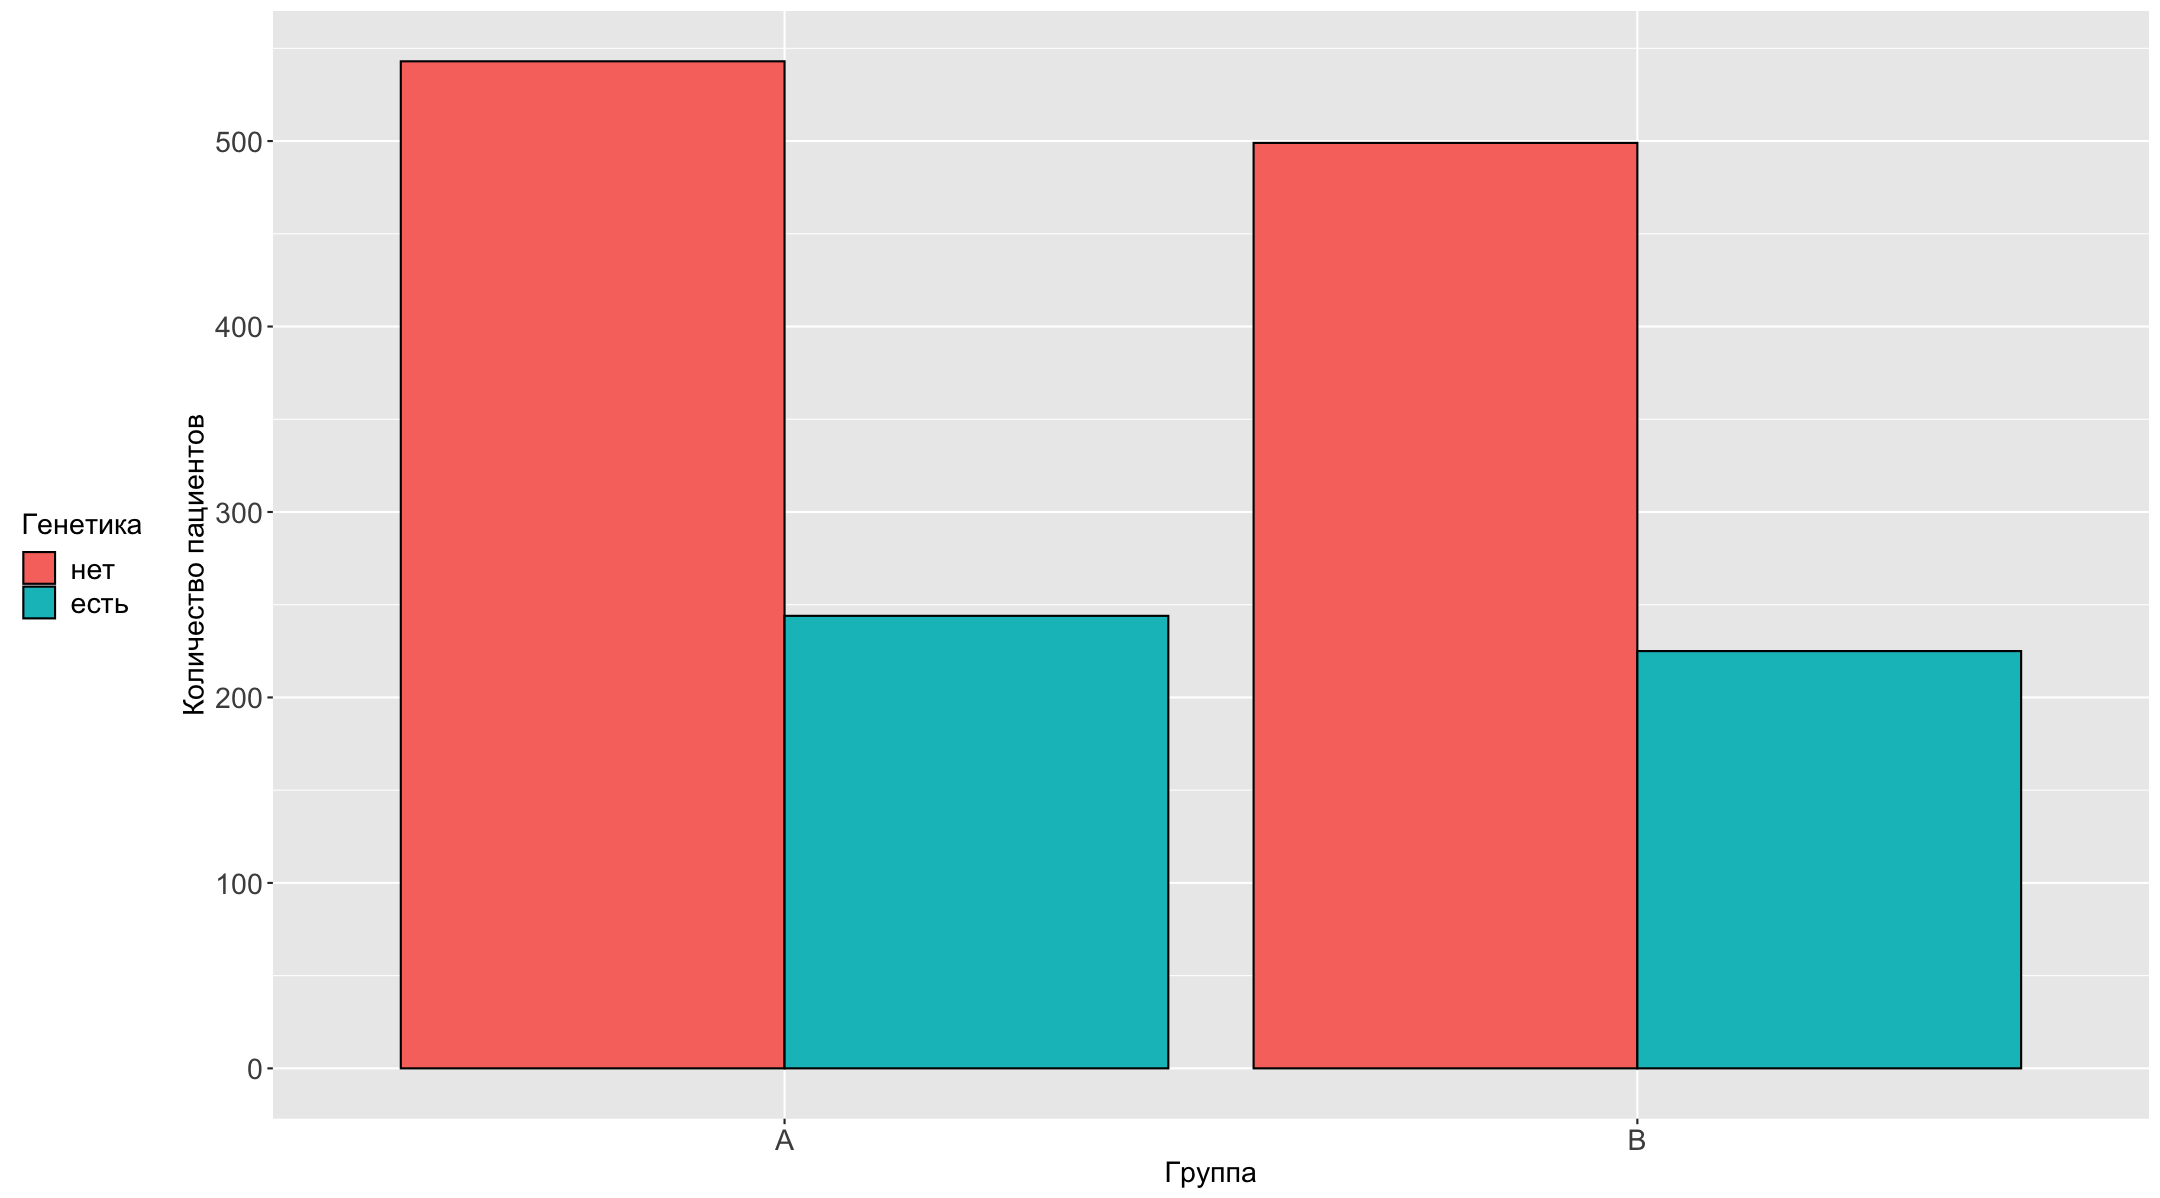 Генетика
нет
есть
Количество пациентов
500
400
300
200
100
0
A
B
Группа